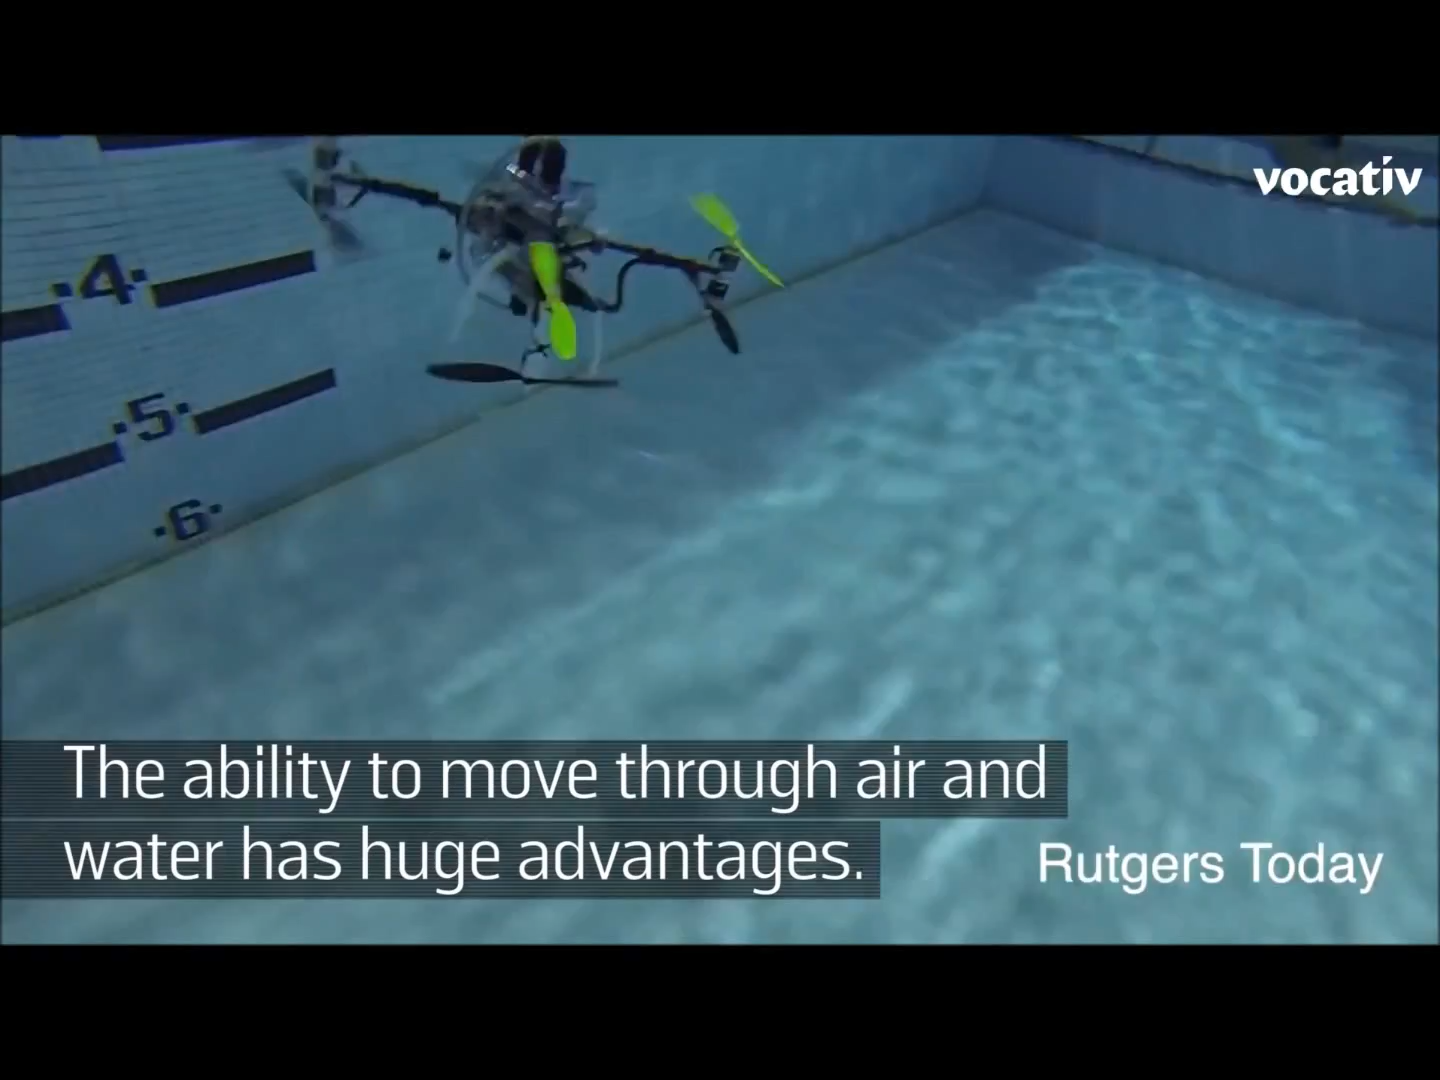 vocativ
·4·
·5·
·6·
The ability to move through air and
water has huge advantages.
Rutgers Today